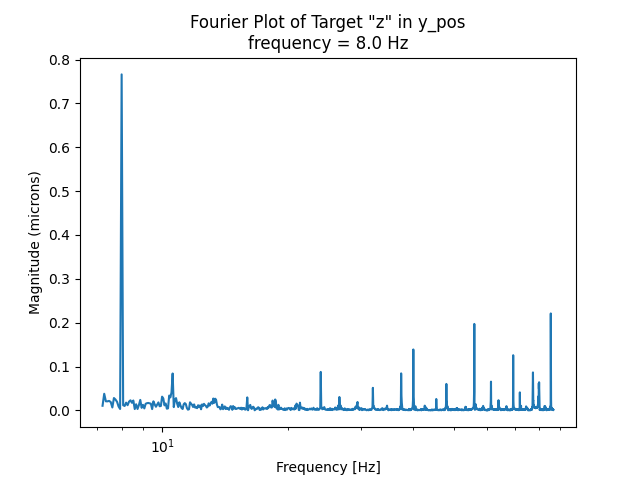 Fourier Plot of Target "z" in y_pos
frequency = 8.0 Hz
0.8
0.7
0.6
0.5
0.4
0.3
0.2
0.1
0.0
Magnitude (microns)
10¹
Frequency [Hz]